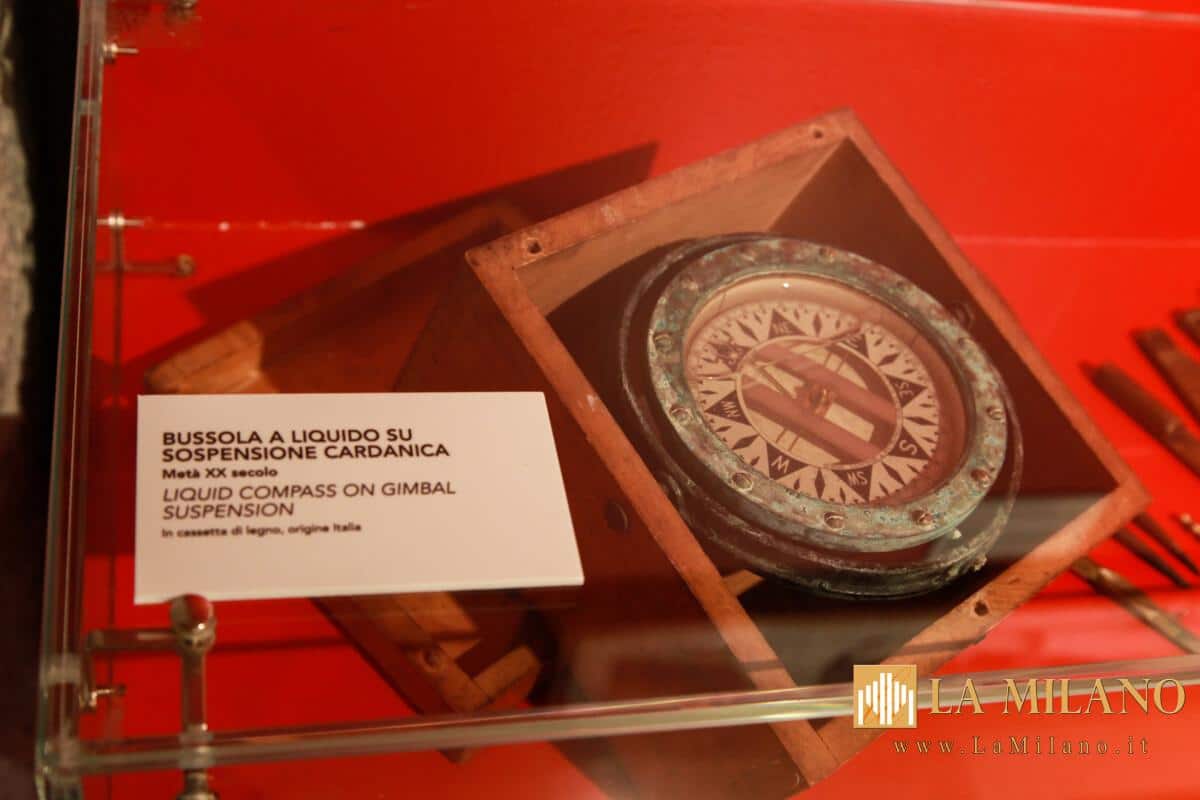 BUSSOLA A LIQUIDO SU
SOSPENSIONE CARDANICA
Metà XX secolo
LIQUID COMPASS ON GIMBAL
SUSPENSION
In cassetta di legno, origine Italia
NE
SE
S
SW
W
NW
LA MILANO
www.LaMilano.it